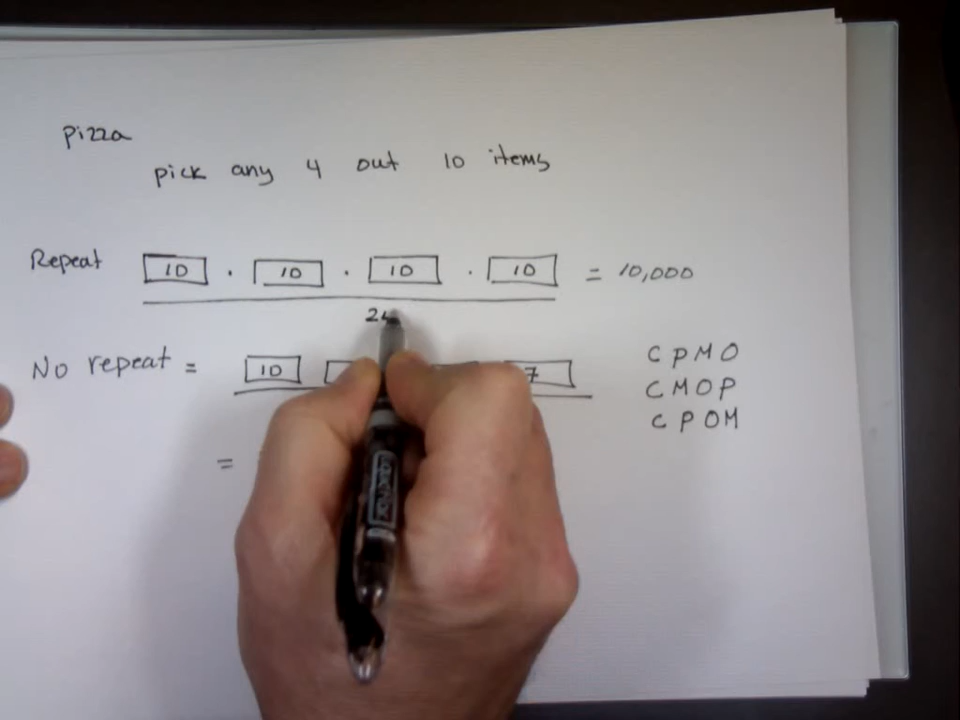 pizza
pick any 4 out 10 items
Repeat 10 . 10 . 10 . 10 = 10,000
No repeat = 10 7
CPMO
CMOP
CPOM
=